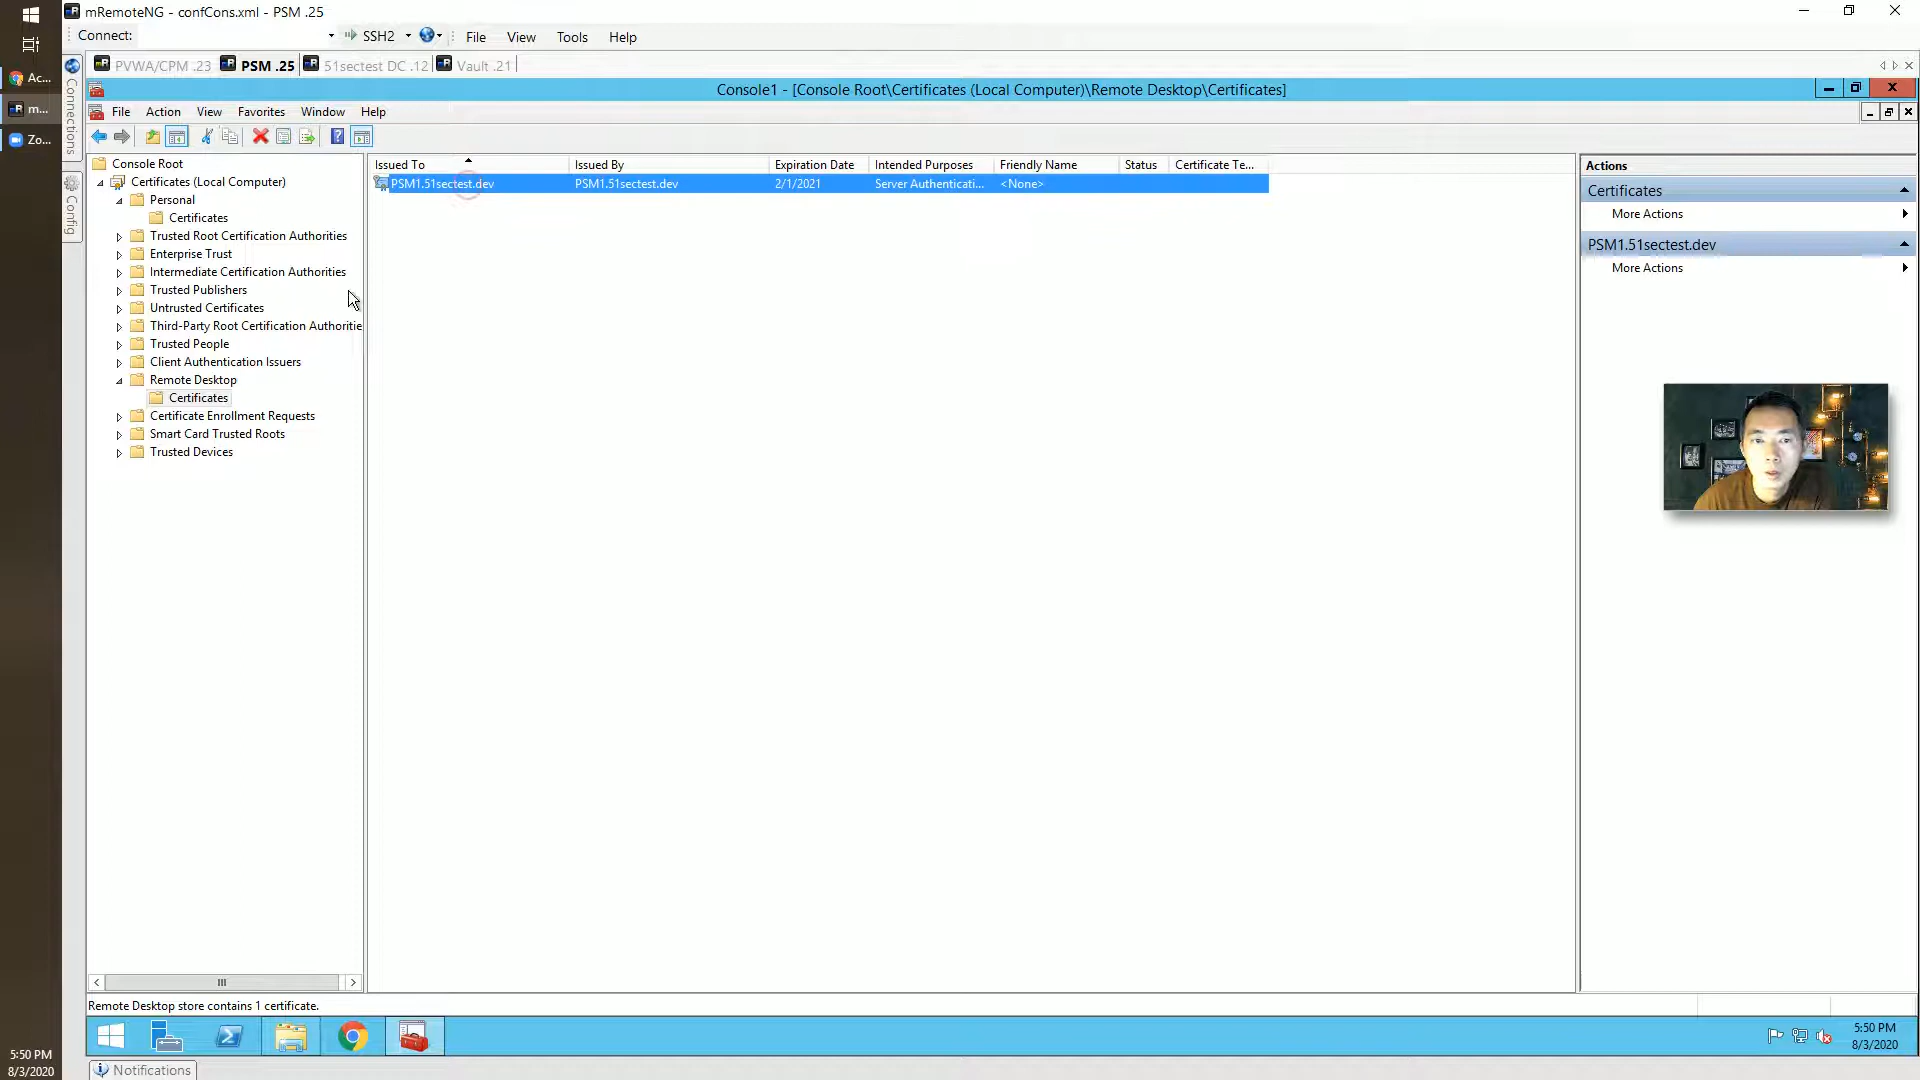 mRemoteNG - confCons.xml - PSM .25
Connect:
SSH2
File
View
Tools
Help
Ac...
m...
Zo...
Connections
Config
PVWA/CPM .23
PSM .25
51sectest DC .12
Vault .21
Console1 - [Console Root\Certificates (Local Computer)\Remote Desktop\Certificates]
File
Action
View
Favorites
Window
Help
Console Root
Certificates (Local Computer)
Personal
Certificates
Trusted Root Certification Authorities
Enterprise Trust
Intermediate Certification Authorities
Trusted Publishers
Untrusted Certificates
Third-Party Root Certification Authoritie
Trusted People
Client Authentication Issuers
Remote Desktop
Certificates
Certificate Enrollment Requests
Smart Card Trusted Roots
Trusted Devices
Issued To
Issued By
Expiration Date
Intended Purposes
Friendly Name
Status
Certificate Te...
PSM1.51sectest.dev
PSM1.51sectest.dev
2/1/2021
Server Authenticati...
<None>
Actions
Certificates
More Actions
PSM1.51sectest.dev
More Actions
Remote Desktop store contains 1 certificate.
5:50 PM
8/3/2020
5:50 PM
8/3/2020
Notifications